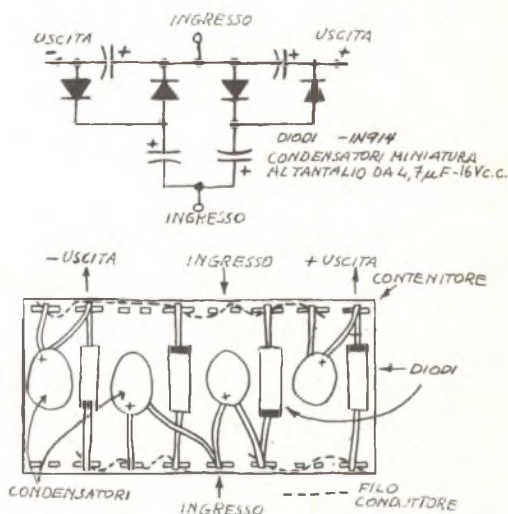 INGRESSO
USCITA
USCITA
-
+
+
+
+
+
DIODI -1N914
CONDENSATORI MINIATURA
AL TANTALIO DA 4,7µF-16Vc.c.
INGRESSO
- USCITA
INGRESSO
+ USCITA
CONTENITORE
+
+
+
+
DIODI
CONDENSATORI
INGRESSO
---- FILO
CONDUTTORE